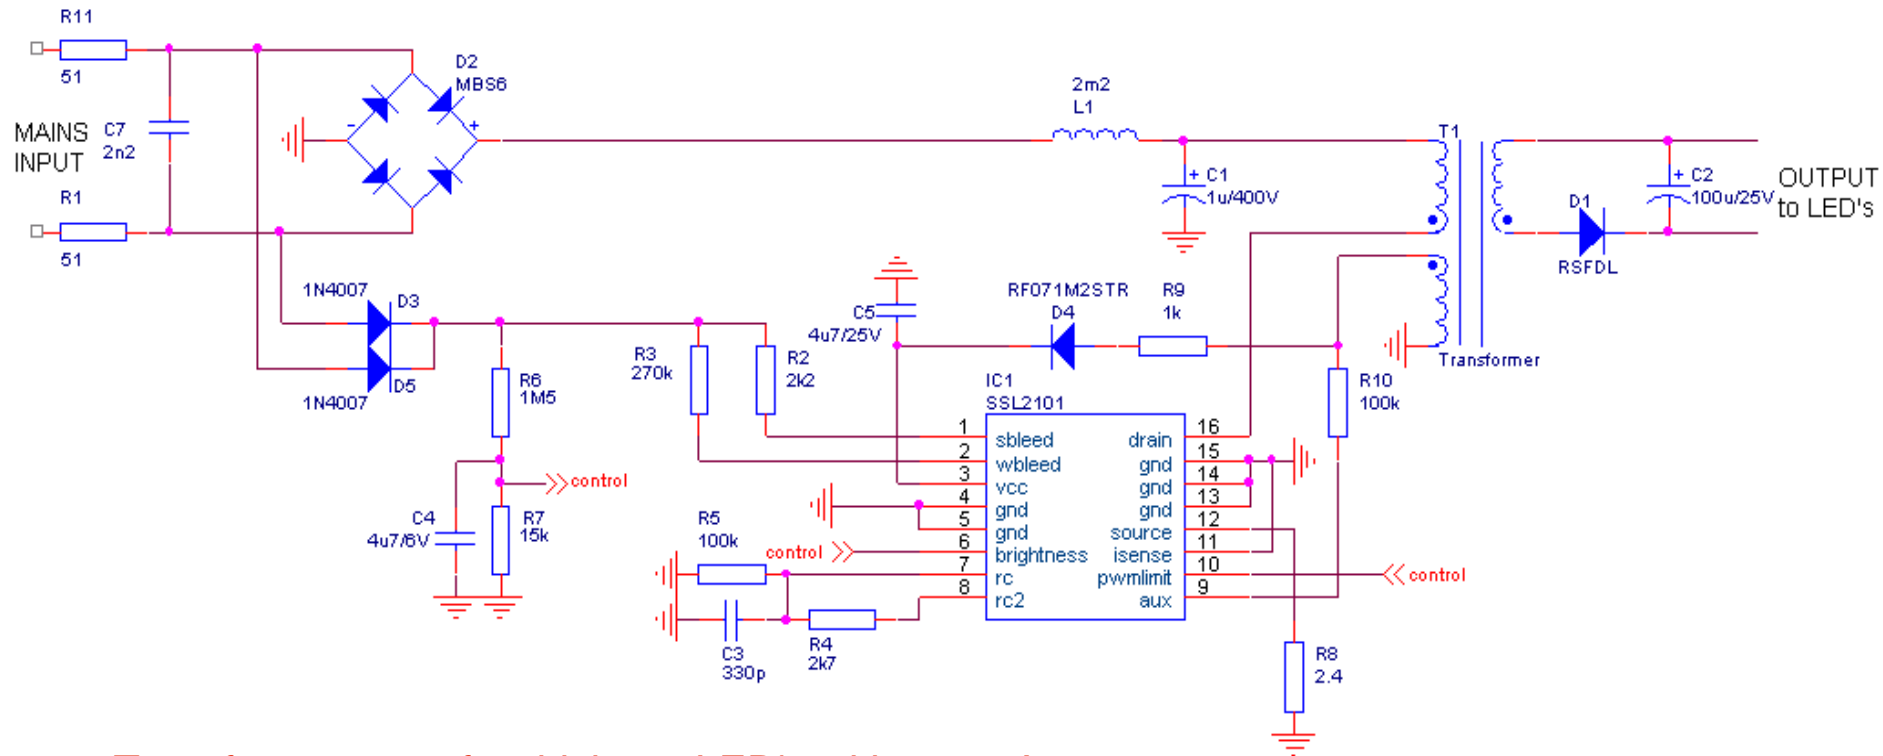 R11
51
MAINS
INPUT
C7
2n2
R1
51
D2
MBS6
-
+
2m2
L1
+ C1
1u/400V
T1
Transformer
D1
RSFDL
+ C2
100u/25V
OUTPUT
to LED's
1N4007
D3
D5
1N4007
R6
1M5
control
C4
4u7/6V
R7
15k
R3
270k
R2
2k2
C5
4u7/25V
RF071M2STR
D4
R9
1k
R10
100k
IC1
SSL2101
1 sbleed
2 wbleed
3 vcc
4 gnd
5 gnd
6 brightness
7 rc
8 rc2
drain 16
gnd 15
gnd 14
gnd 13
source 12
isense 11
pwmlimit 10
aux 9
control
control
R5
100k
C3
330p
R4
2k7
R8
2.4